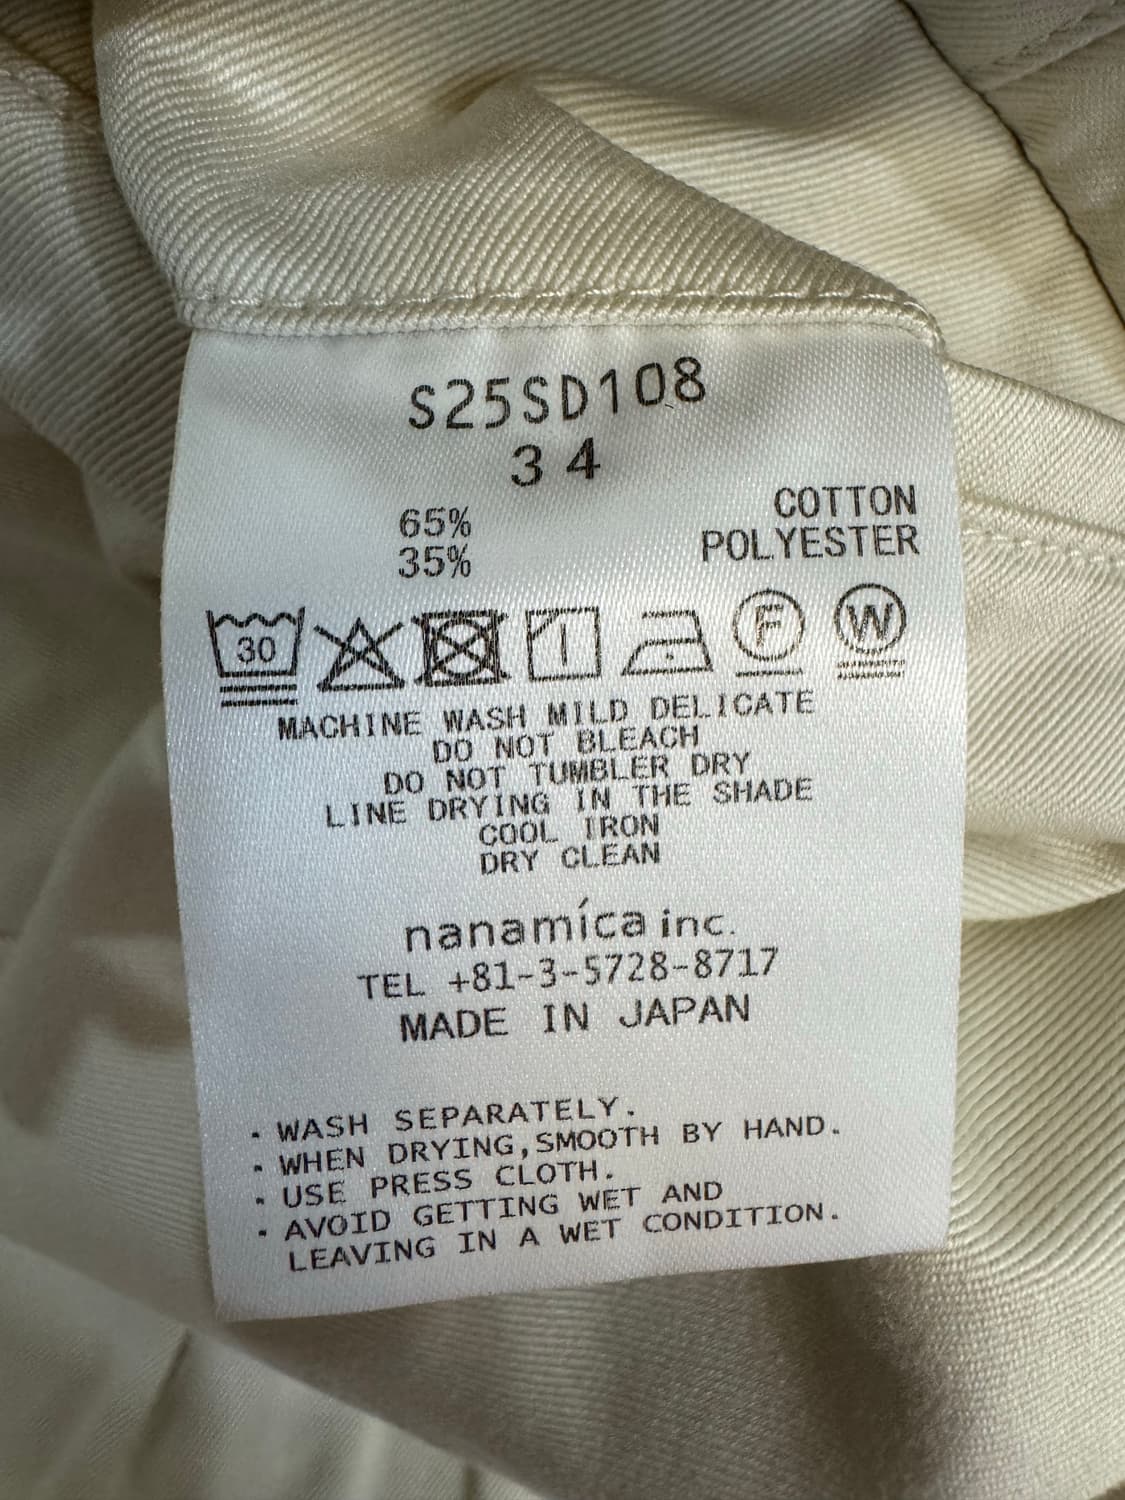 S25SD108
34
65% COTTON
35% POLYESTER
30 F W
MACHINE WASH MILD DELICATE
DO NOT BLEACH
DO NOT TUMBLER DRY
LINE DRYING IN THE SHADE
COOL IRON
DRY CLEAN
nanamíca inc.
TEL +81-3-5728-8717
MADE IN JAPAN
・WASH SEPARATELY.
・WHEN DRYING,SMOOTH BY HAND.
・USE PRESS CLOTH.
・AVOID GETTING WET AND
LEAVING IN A WET CONDITION.